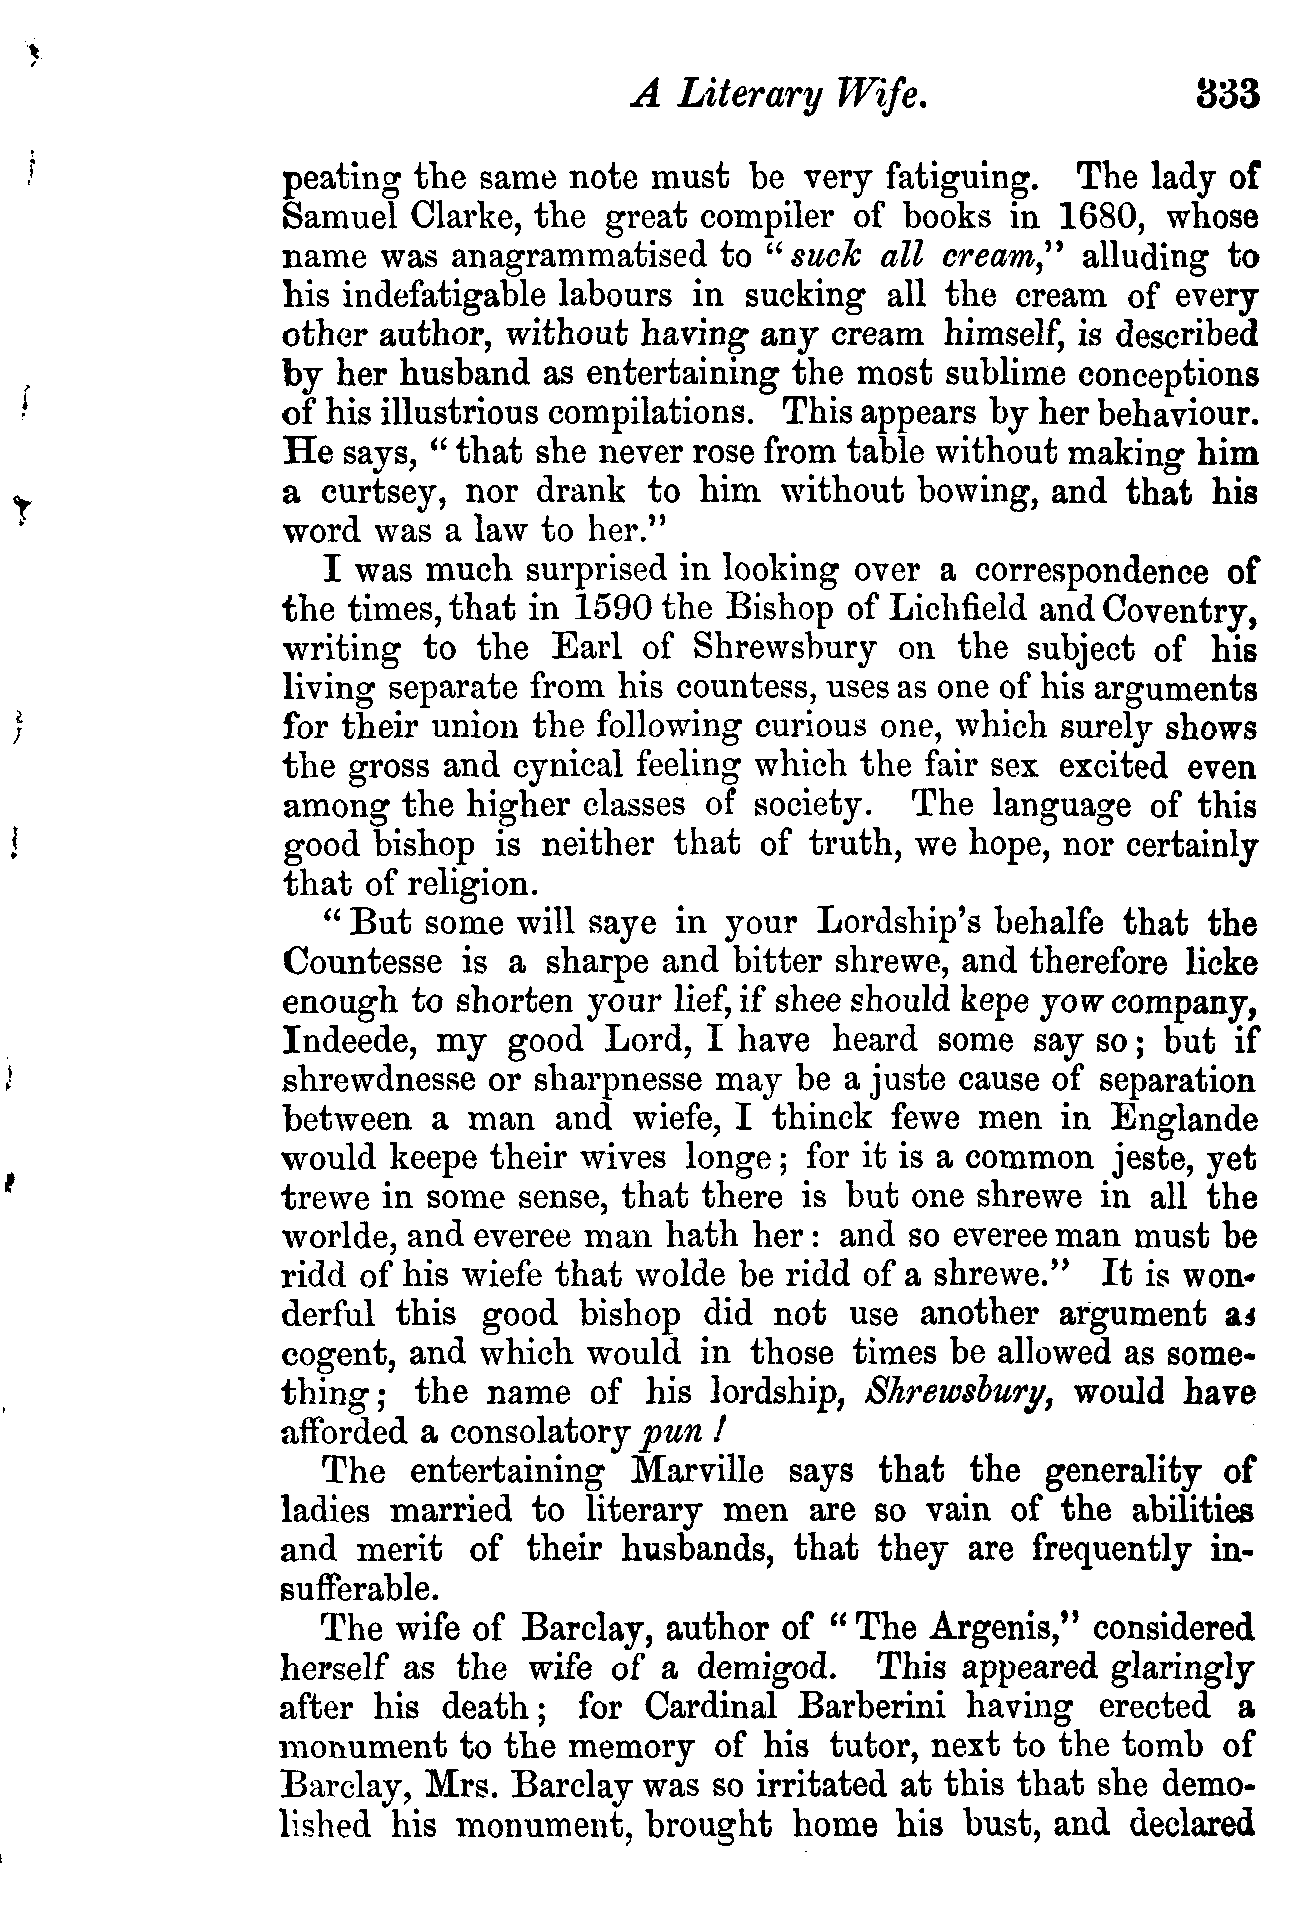 A Literary Wife. 333
peating the same note must be very fatiguing. The lady of
Samuel Clarke, the great compiler of books in 1680, whose
name was anagrammatised to “suck all cream,” alluding to
his indefatigable labours in sucking all the cream of every
other author, without having any cream himself, is described
by her husband as entertaining the most sublime conceptions
of his illustrious compilations. This appears by her behaviour.
He says, “that she never rose from table without making him
a curtsey, nor drank to him without bowing, and that his
word was a law to her.”
I was much surprised in looking over a correspondence of
the times, that in 1590 the Bishop of Lichfield and Coventry,
writing to the Earl of Shrewsbury on the subject of his
living separate from his countess, uses as one of his arguments
for their union the following curious one, which surely shows
the gross and cynical feeling which the fair sex excited even
among the higher classes of society. The language of this
good bishop is neither that of truth, we hope, nor certainly
that of religion.
“But some will saye in your Lordship’s behalfe that the
Countesse is a sharpe and bitter shrewe, and therefore licke
enough to shorten your lief, if shee should kepe yow company,
Indeede, my good Lord, I have heard some say so; but if
shrewdnesse or sharpnesse may be a juste cause of separation
between a man and wiefe, I thinck fewe men in Englande
would keepe their wives longe; for it is a common jeste, yet
trewe in some sense, that there is but one shrewe in all the
worlde, and everee man hath her: and so everee man must be
ridd of his wiefe that wolde be ridd of a shrewe.” It is won-
derful this good bishop did not use another argument as
cogent, and which would in those times be allowed as some-
thing; the name of his lordship, Shrewsbury, would have
afforded a consolatory pun!
The entertaining Marville says that the generality of
ladies married to literary men are so vain of the abilities
and merit of their husbands, that they are frequently in-
sufferable.
The wife of Barclay, author of “The Argenis,” considered
herself as the wife of a demigod. This appeared glaringly
after his death; for Cardinal Barberini having erected a
monument to the memory of his tutor, next to the tomb of
Barclay, Mrs. Barclay was so irritated at this that she demo-
lished his monument, brought home his bust, and declared